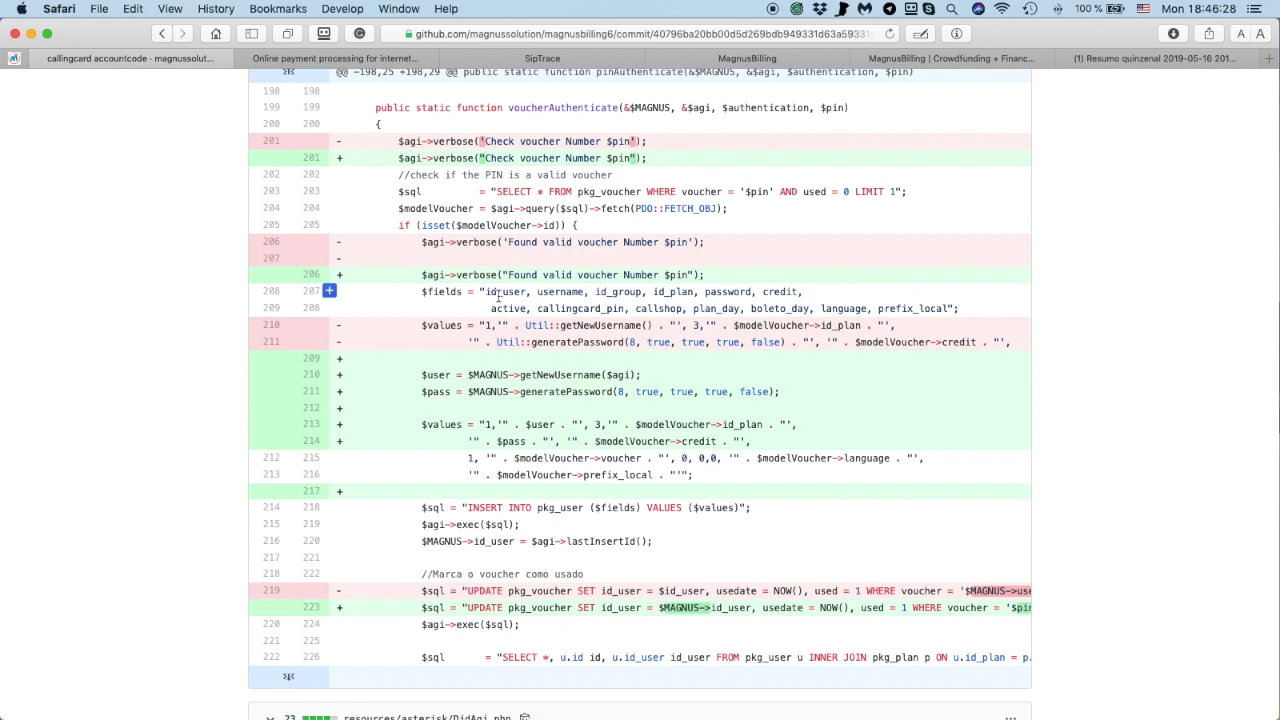 Safari File Edit View History Bookmarks Develop Window Help 100% Mon 18:46:28
github.com/magnussolution/magnusbilling6/commit/40796ba20bb00d5d269bdb949331d63a59331
callingcard accountcode - magnussolut... Online payment processing for internet... SipTrace MagnusBilling MagnusBilling | Crowdfunding + Financ... (1) Resumo quinzenal 2019-05-16 201...
@@ -198,25 +198,29 @@ public static function pinAuthenticate(&$MAGNUS, &$agi, $authentication, $pin)
198 198
199 199 public static function voucherAuthenticate(&$MAGNUS, &$agi, $authentication, $pin)
200 200 {
201 - $agi->verbose('Check voucher Number $pin');
201 + $agi->verbose("Check voucher Number $pin");
202 202 //check if the PIN is a valid voucher
203 203 $sql = "SELECT * FROM pkg_voucher WHERE voucher = '$pin' AND used = 0 LIMIT 1";
204 204 $modelVoucher = $agi->query($sql)->fetch(PDO::FETCH_OBJ);
205 205 if (isset($modelVoucher->id)) {
206 - $agi->verbose('Found valid voucher Number $pin');
207 -
206 + $agi->verbose("Found valid voucher Number $pin");
208 207 + $fields = "id_user, username, id_group, id_plan, password, credit,
209 208 active, callingcard_pin, callshop, plan_day, boleto_day, language, prefix_local";
210 - $values = "1,'" . Util::getNewUsername() . "', 3,'" . $modelVoucher->id_plan . "',
211 - '" . Util::generatePassword(8, true, true, true, false) . "', '" . $modelVoucher->credit . "',
209 +
210 + $user = $MAGNUS->getNewUsername($agi);
211 + $pass = $MAGNUS->generatePassword(8, true, true, true, false);
212 +
213 + $values = "1,'" . $user . "', 3,'" . $modelVoucher->id_plan . "',
214 + '" . $pass . "', '" . $modelVoucher->credit . "',
212 215 1, '" . $modelVoucher->voucher . "', 0, 0,0, '" . $modelVoucher->language . "',
213 216 '" . $modelVoucher->prefix_local . "'";
217 +
214 218 $sql = "INSERT INTO pkg_user ($fields) VALUES ($values)";
215 219 $agi->exec($sql);
216 220 $MAGNUS->id_user = $agi->lastInsertId();
217 221
218 222 //Marca o voucher como usado
219 - $sql = "UPDATE pkg_voucher SET id_user = $id_user, usedate = NOW(), used = 1 WHERE voucher = '$MAGNUS->use
223 + $sql = "UPDATE pkg_voucher SET id_user = $MAGNUS->id_user, usedate = NOW(), used = 1 WHERE voucher = '$pin
220 224 $agi->exec($sql);
221 225
222 226 $sql = "SELECT *, u.id id, u.id_user id_user FROM pkg_user u INNER JOIN pkg_plan p ON u.id_plan = p.
23 resources/asterisk/DidAgi.php